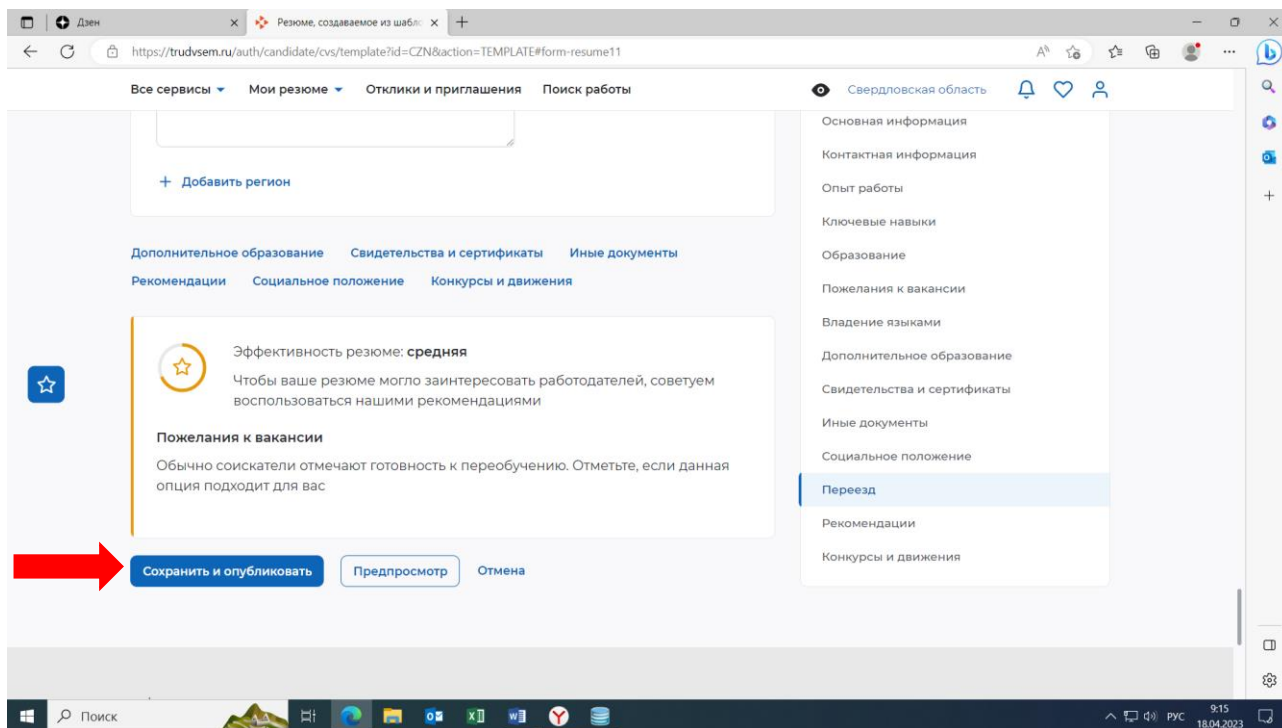 Дзен
Резюме, создаваемое из шабло
https://trudvsem.ru/auth/candidate/cvs/template?id=CZN&action=TEMPLATE#form-resume11
Все сервисы Мои резюме Отклики и приглашения Поиск работы Свердловская область
+ Добавить регион
Дополнительное образование Свидетельства и сертификаты Иные документы
Рекомендации Социальное положение Конкурсы и движения
Эффективность резюме: средняя
Чтобы ваше резюме могло заинтересовать работодателей, советуем
воспользоваться нашими рекомендациями
Пожелания к вакансии
Обычно соискатели отмечают готовность к переобучению. Отметьте, если данная
опция подходит для вас
Сохранить и опубликовать Предпросмотр Отмена
Основная информация
Контактная информация
Опыт работы
Ключевые навыки
Образование
Пожелания к вакансии
Владение языками
Дополнительное образование
Свидетельства и сертификаты
Иные документы
Социальное положение
Переезд
Рекомендации
Конкурсы и движения
Поиск
РУС
9:15
18.04.2023